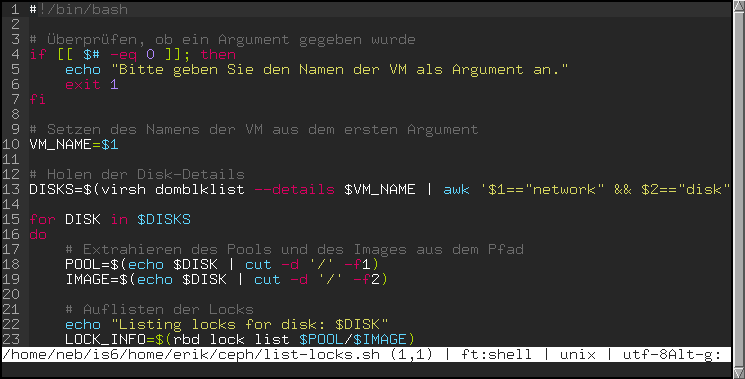 1 #!/bin/bash
2
3 # Überprüfen, ob ein Argument gegeben wurde
4 if [[ $# -eq 0 ]]; then
5     echo "Bitte geben Sie den Namen der VM als Argument an."
6     exit 1
7 fi
8
9 # Setzen des Namens der VM aus dem ersten Argument
10 VM_NAME=$1
11
12 # Holen der Disk-Details
13 DISKS=$(virsh domblklist --details $VM_NAME | awk '$1=="network" && $2=="disk"
14
15 for DISK in $DISKS
16 do
17     # Extrahieren des Pools und des Images aus dem Pfad
18     POOL=$(echo $DISK | cut -d '/' -f1)
19     IMAGE=$(echo $DISK | cut -d '/' -f2)
20
21     # Auflisten der Locks
22     echo "Listing locks for disk: $DISK"
23     LOCK_INFO=$(rbd lock list $POOL/$IMAGE)
/home/neb/is6/home/erik/ceph/list-locks.sh (1,1) | ft:shell | unix | utf-8Alt-g: